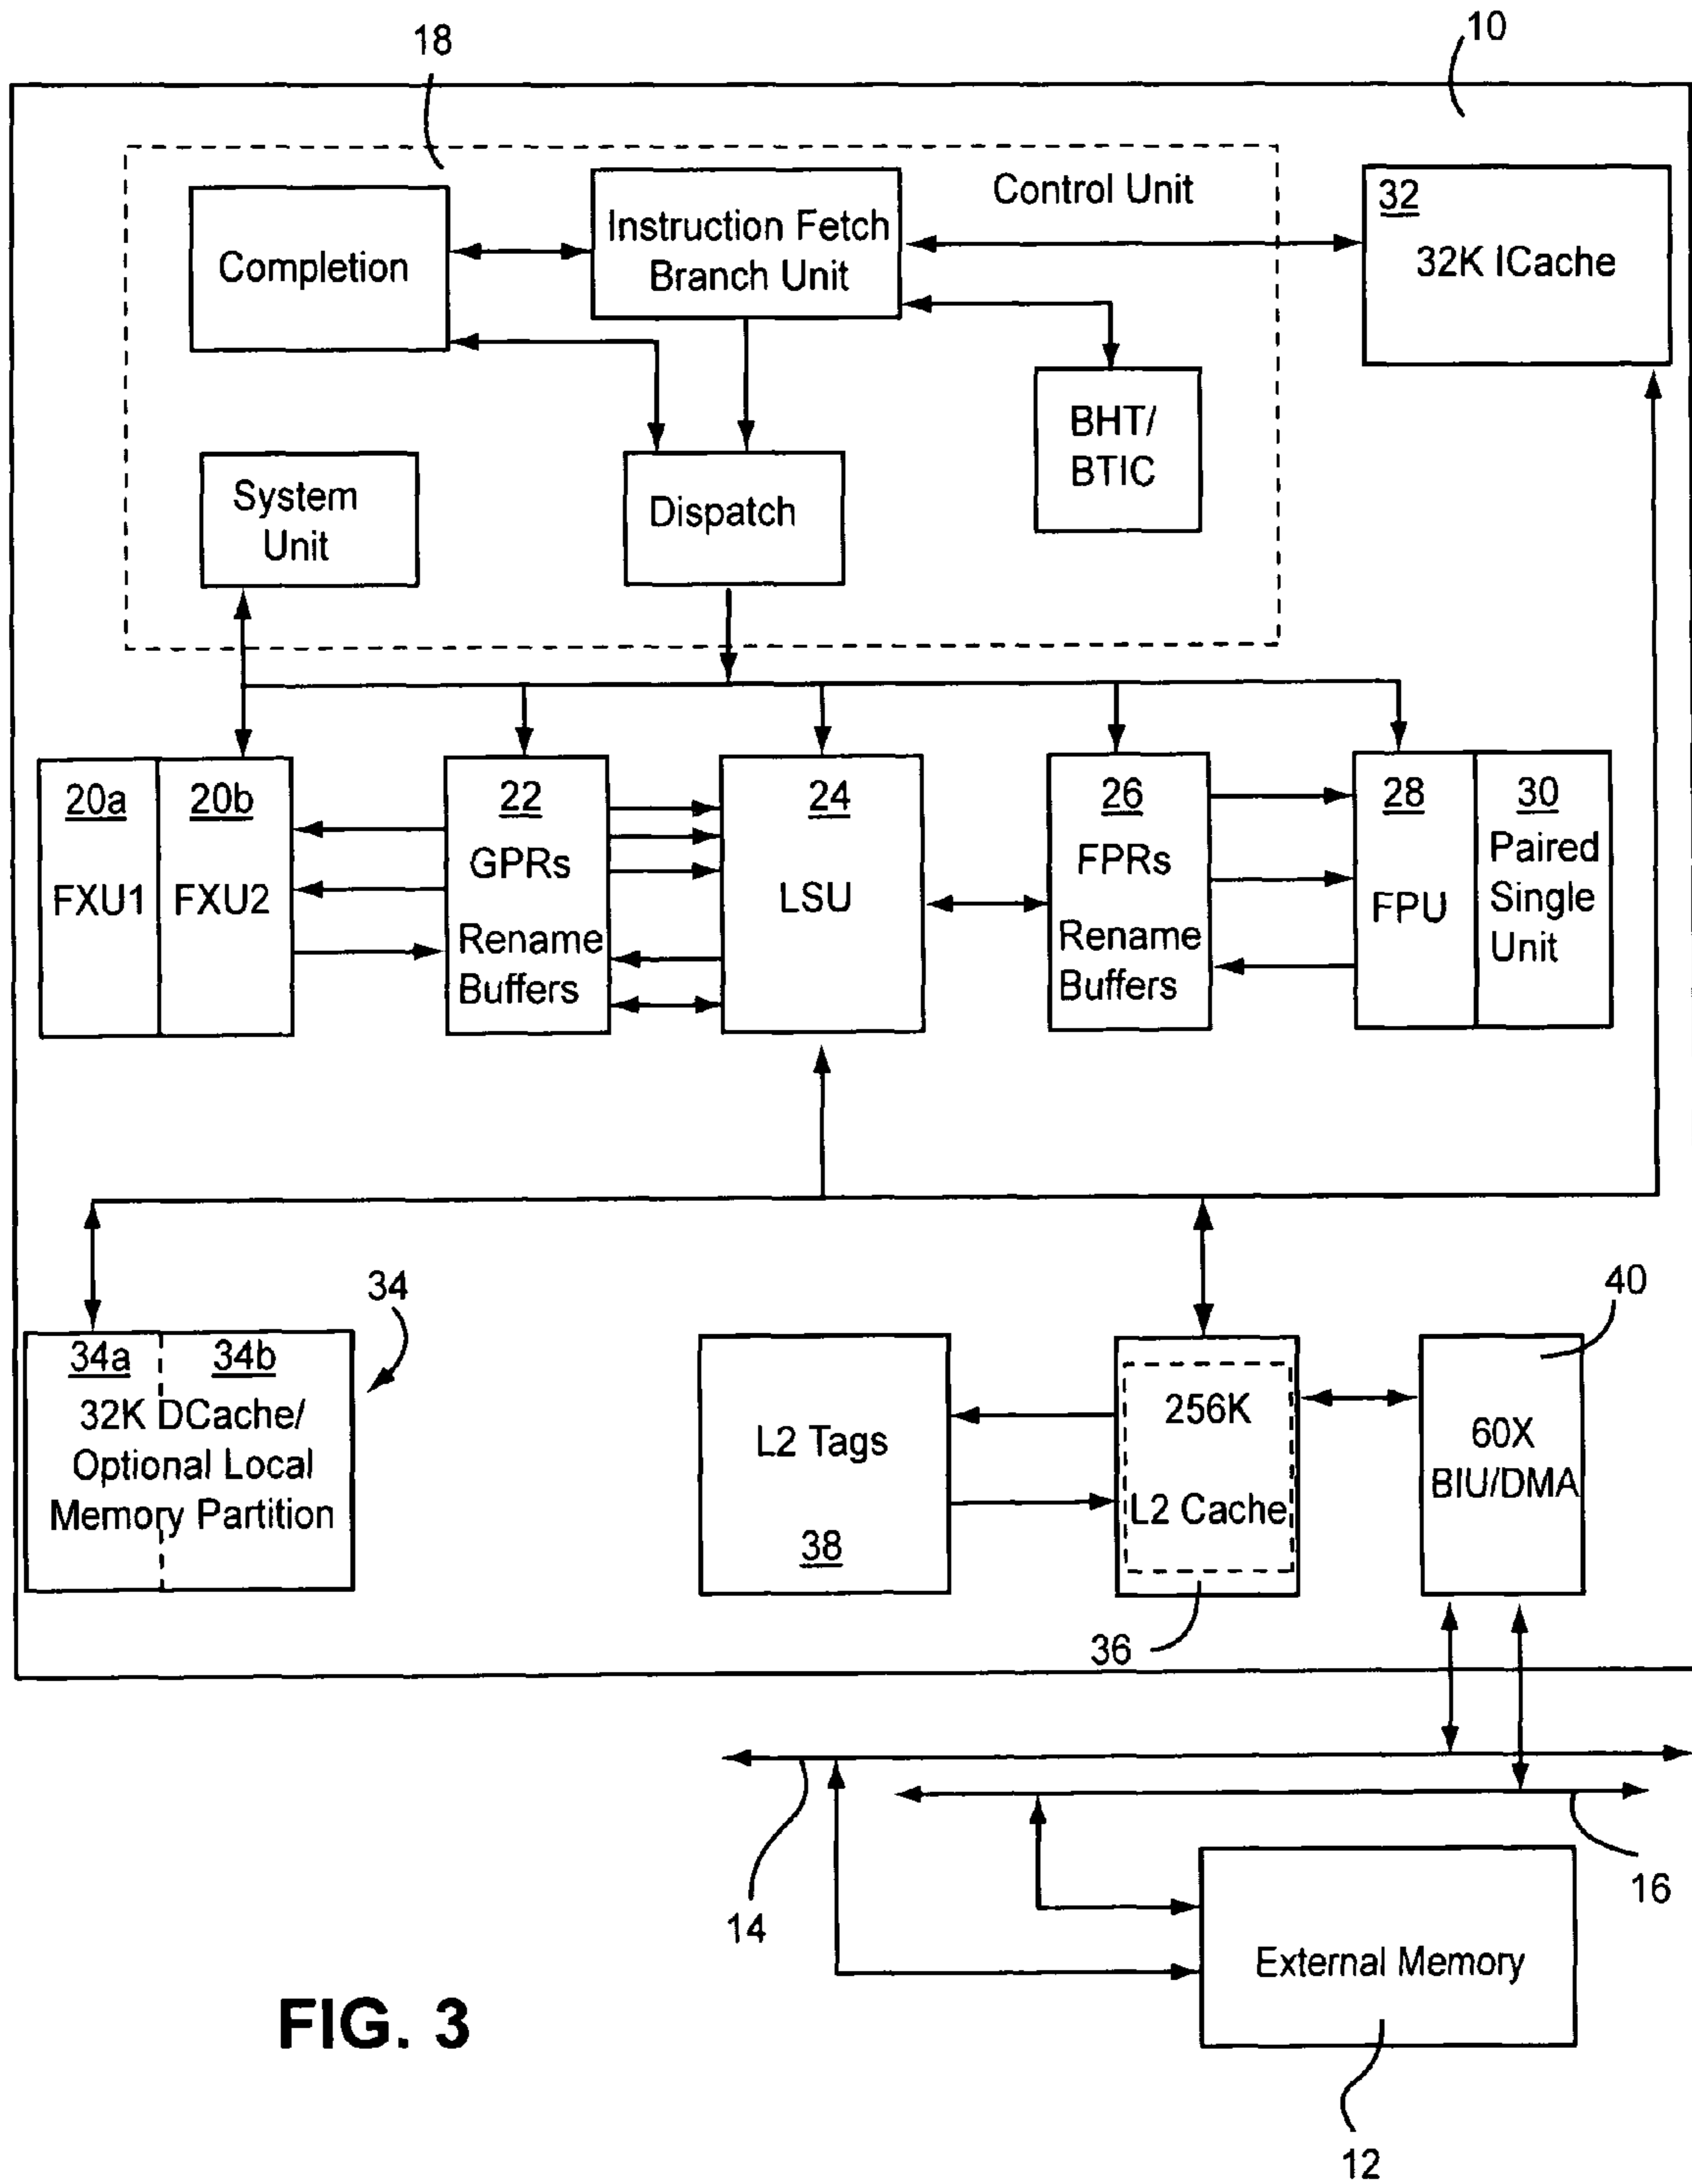 18
10
Control Unit
Completion
Instruction Fetch
Branch Unit
32
32K ICache
BHT/
BTIC
System
Unit
Dispatch
20a
FXU1
20b
FXU2
22
GPRs
Rename
Buffers
24
LSU
26
FPRs
Rename
Buffers
28
FPU
30
Paired
Single
Unit
34
34a
34b
32K DCache/
Optional Local
Memory Partition
L2 Tags
38
256K
L2 Cache
36
40
60X
BIU/DMA
14
16
External Memory
12
FIG. 3